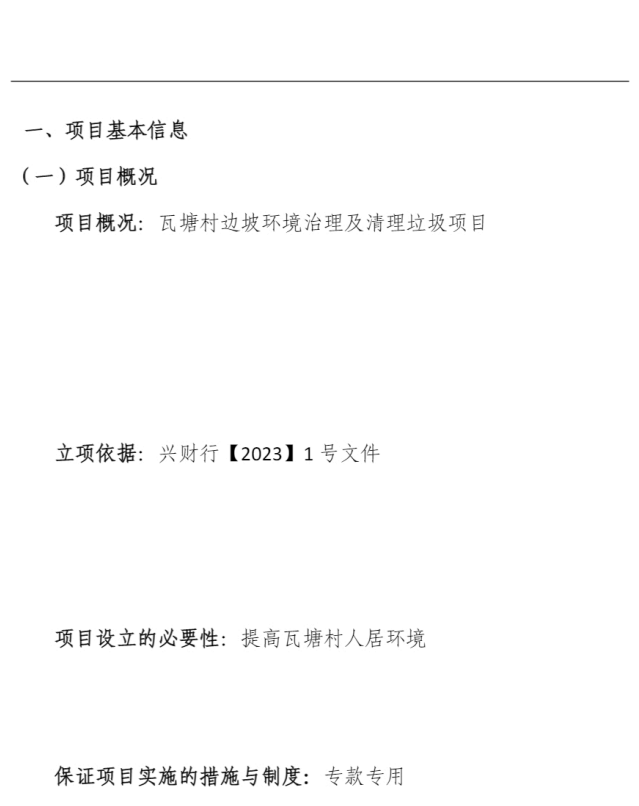 一、项目基本信息
（一）项目概况
项目概况：瓦塘村边坡环境治理及清理垃圾项目
立项依据：兴财行【2023】1 号文件
项目设立的必要性：提高瓦塘村人居环境
保证项目实施的措施与制度：专款专用